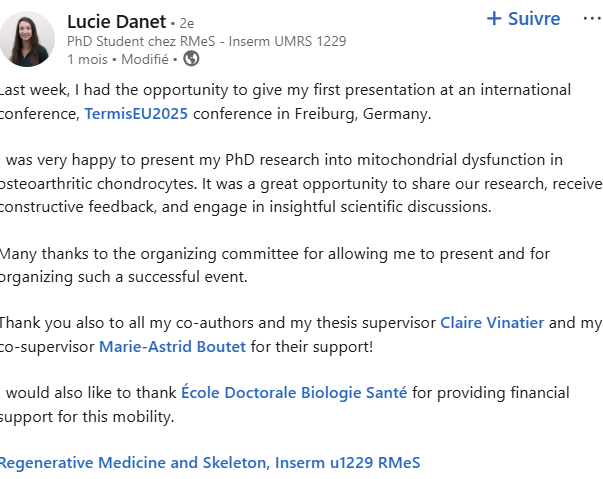 Lucie Danet • 2e
+ Suivre ...
PhD Student chez RMeS - Inserm UMRS 1229
1 mois • Modifié •
Last week, I had the opportunity to give my first presentation at an international
conference, TermisEU2025 conference in Freiburg, Germany.
I was very happy to present my PhD research into mitochondrial dysfunction in
osteoarthritic chondrocytes. It was a great opportunity to share our research, receive
constructive feedback, and engage in insightful scientific discussions.
Many thanks to the organizing committee for allowing me to present and for
organizing such a successful event.
Thank you also to all my co-authors and my thesis supervisor Claire Vinatier and my
co-supervisor Marie-Astrid Boutet for their support!
I would also like to thank École Doctorale Biologie Santé for providing financial
support for this mobility.
Regenerative Medicine and Skeleton, Inserm u1229 RMeS